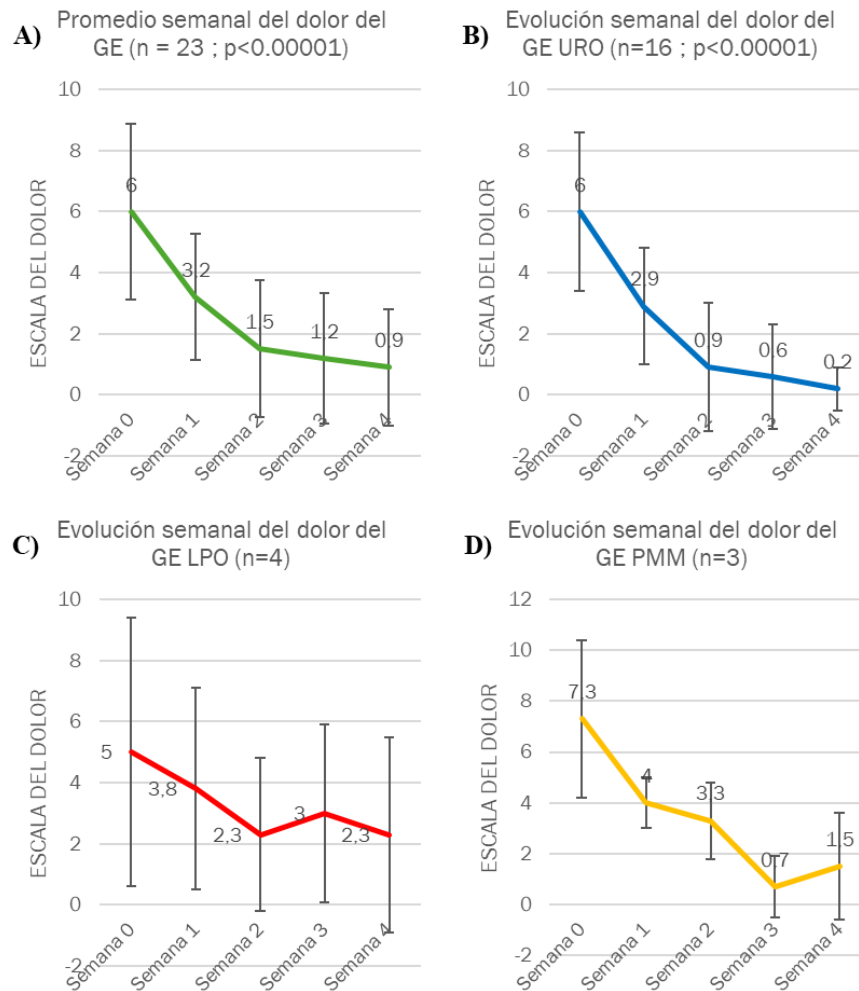 A)
Promedio semanal del dolor del
GE (n = 23 ; p<0.00001)
ESCALA DEL DOLOR
10
8
6
4
2
0
-2
6
3,2
1,5
1,2
0,9
Semana 0
Semana 1
Semana 2
Semana 3
Semana 4
B)
Evolución semanal del dolor del
GE URO (n=16 ; p<0.00001)
ESCALA DEL DOLOR
10
8
6
4
2
0
-2
6
2,9
0,9
0,6
0,2
Semana 0
Semana 1
Semana 2
Semana 3
Semana 4
C)
Evolución semanal del dolor del
GE LPO (n=4)
ESCALA DEL DOLOR
10
8
6
4
2
0
-2
5
3,8
2,3
3
2,3
Semana 0
Semana 1
Semana 2
Semana 3
Semana 4
D)
Evolución semanal del dolor del
GE PMM (n=3)
ESCALA DEL DOLOR
12
10
8
6
4
2
0
-2
7,3
4
3,3
0,7
1,5
Semana 0
Semana 1
Semana 2
Semana 3
Semana 4